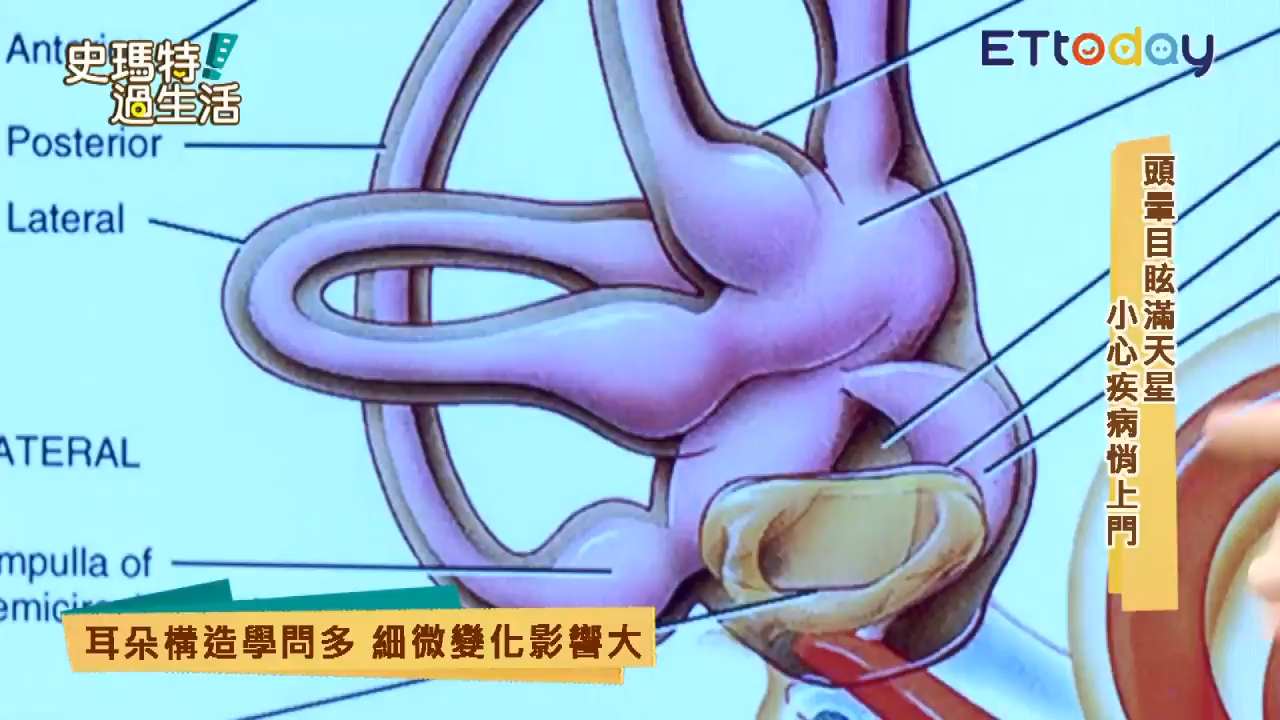 史瑪特
過生活
ETtoday
Posterior
Lateral
頭暈目眩滿天星
小心疾病悄上門
ATERAL
mpulla of
耳朵構造學問多 細微變化影響大